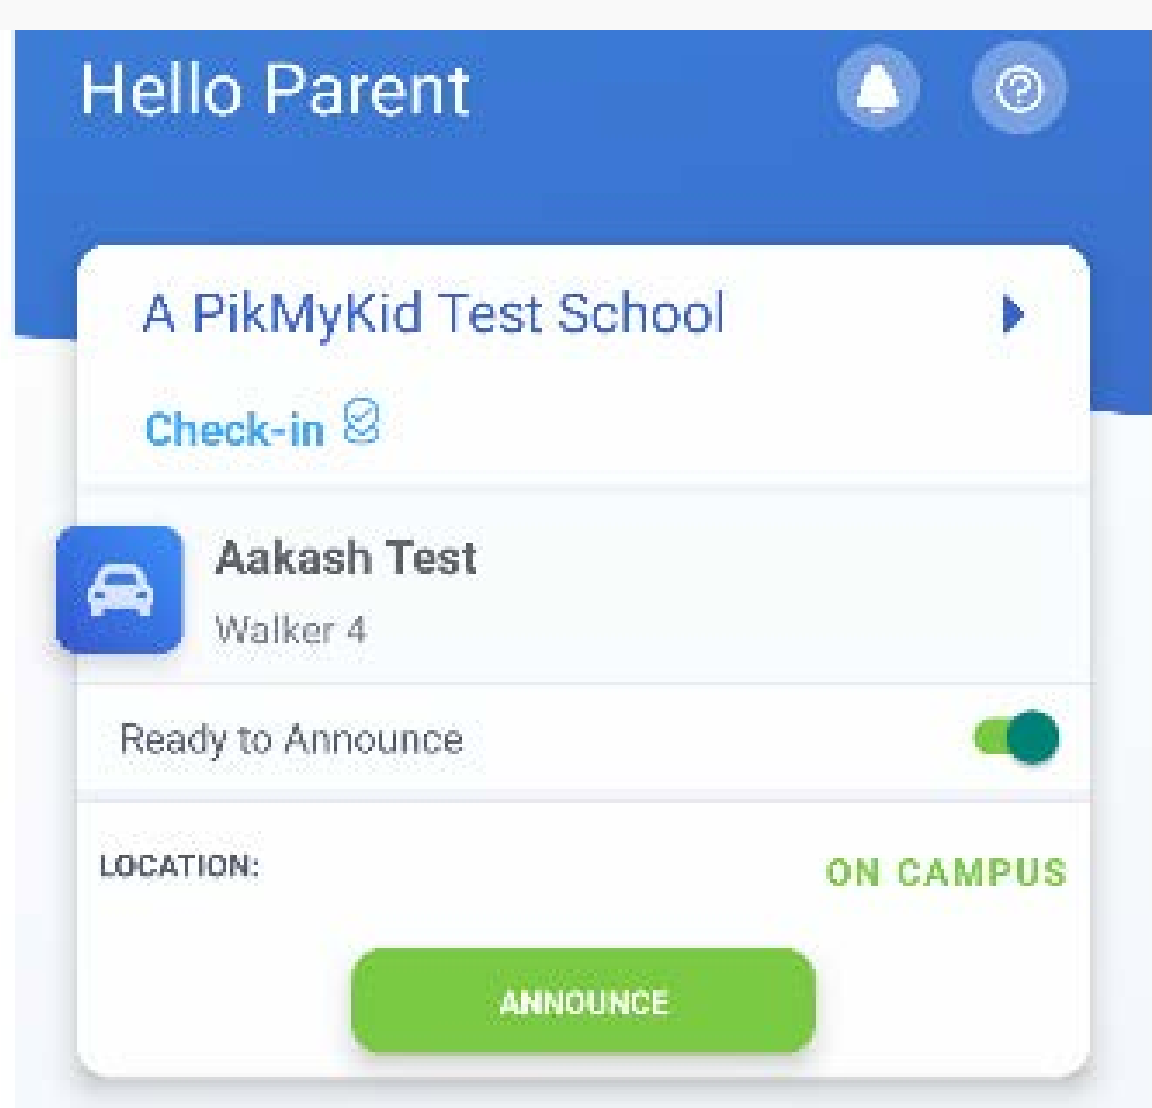 Hello Parent
A PikMyKid Test School
Check-in
Aakash Test
Walker 4
Ready to Announce
LOCATION:
ON CAMPUS
ANNOUNCE